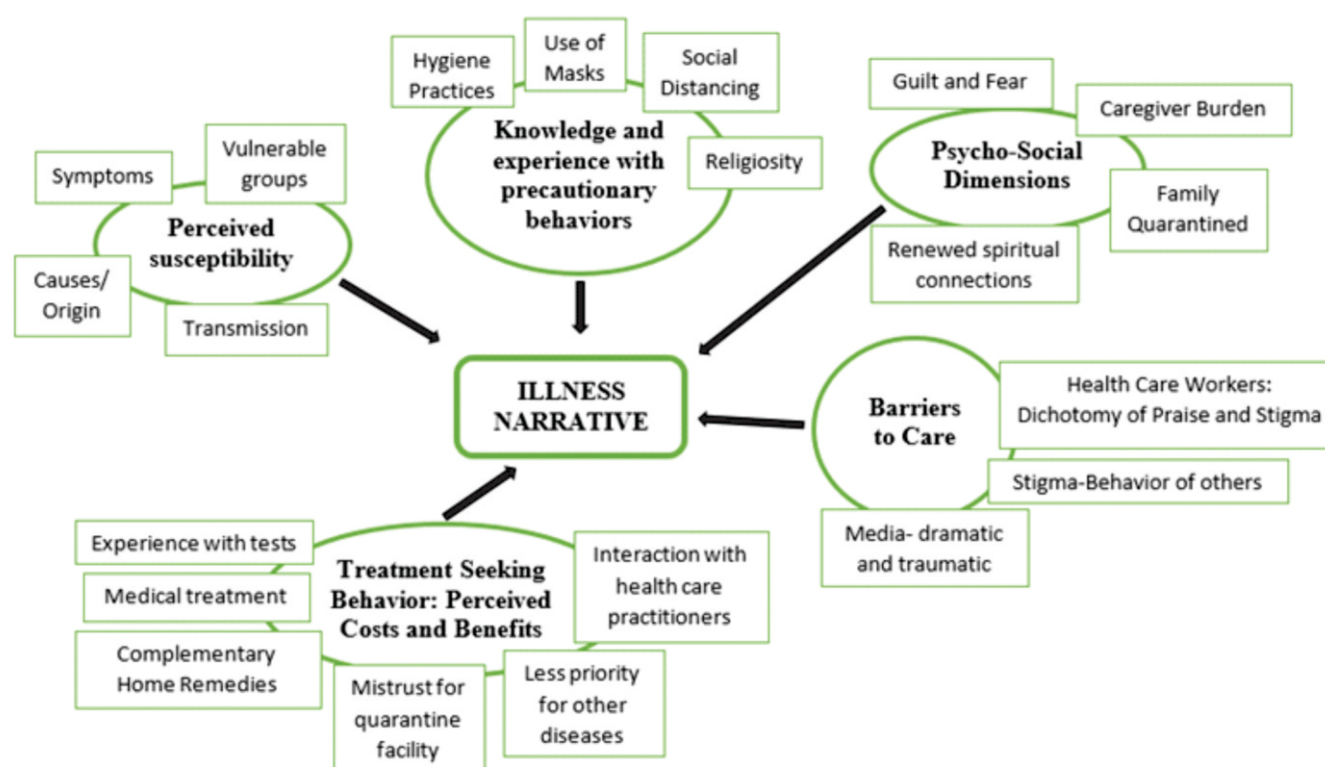 Hygiene
Practices
Use of
Masks
Social
Distancing
Religiosity
Knowledge and
experience with
precautionary
behaviors
Guilt and Fear
Caregiver Burden
Family
Quarantined
Renewed spiritual
connections
Psycho-Social
Dimensions
Symptoms
Vulnerable
groups
Causes/
Origin
Transmission
Perceived
susceptibility
ILLNESS
NARRATIVE
Barriers
to Care
Health Care Workers:
Dichotomy of Praise and Stigma
Stigma-Behavior of others
Media- dramatic
and traumatic
Experience with tests
Medical treatment
Complementary
Home Remedies
Mistrust for
quarantine
facility
Less priority
for other
diseases
Interaction with
health care
practitioners
Treatment Seeking
Behavior: Perceived
Costs and Benefits